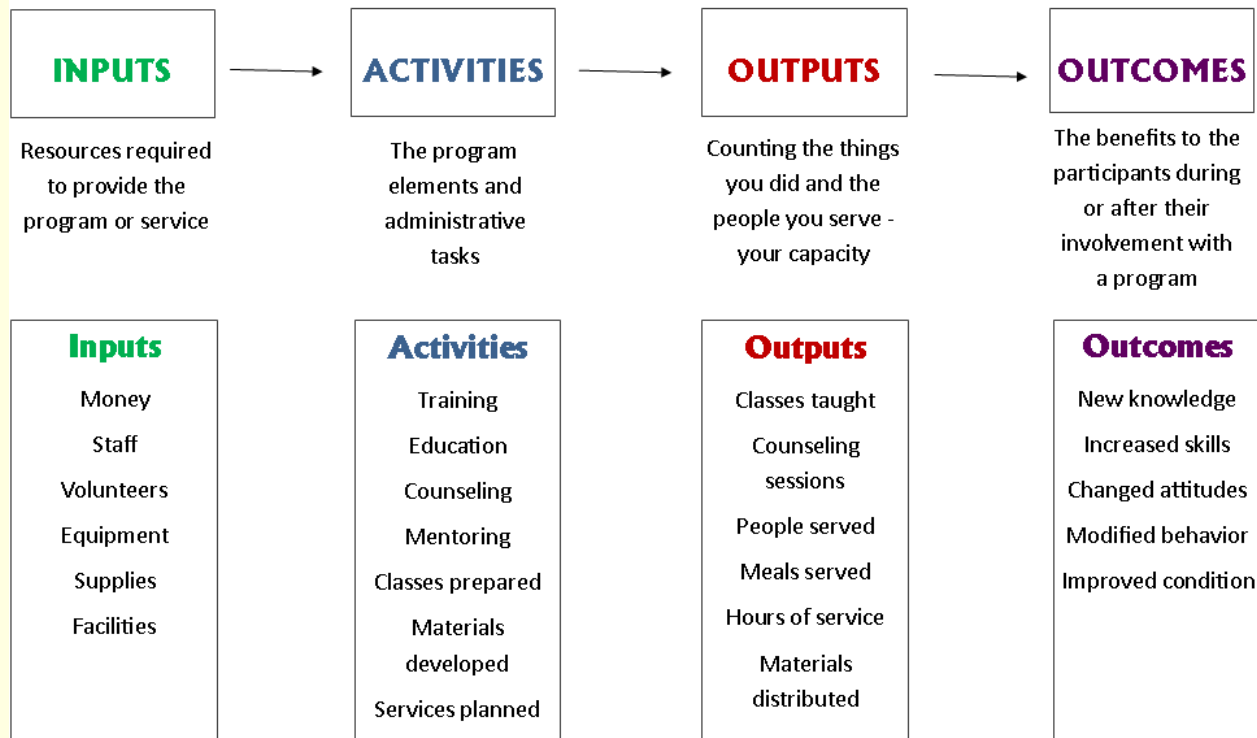 INPUTS
ACTIVITIES
OUTPUTS
OUTCOMES
Resources required
to provide the
program or service
The program
elements and
administrative
tasks
Counting the things
you did and the
people you serve -
your capacity
The benefits to the
participants during
or after their
involvement with
a program
Inputs
Money
Staff
Volunteers
Equipment
Supplies
Facilities
Activities
Training
Education
Counseling
Mentoring
Classes prepared
Materials
developed
Services planned
Outputs
Classes taught
Counseling
sessions
People served
Meals served
Hours of service
Materials
distributed
Outcomes
New knowledge
Increased skills
Changed attitudes
Modified behavior
Improved condition